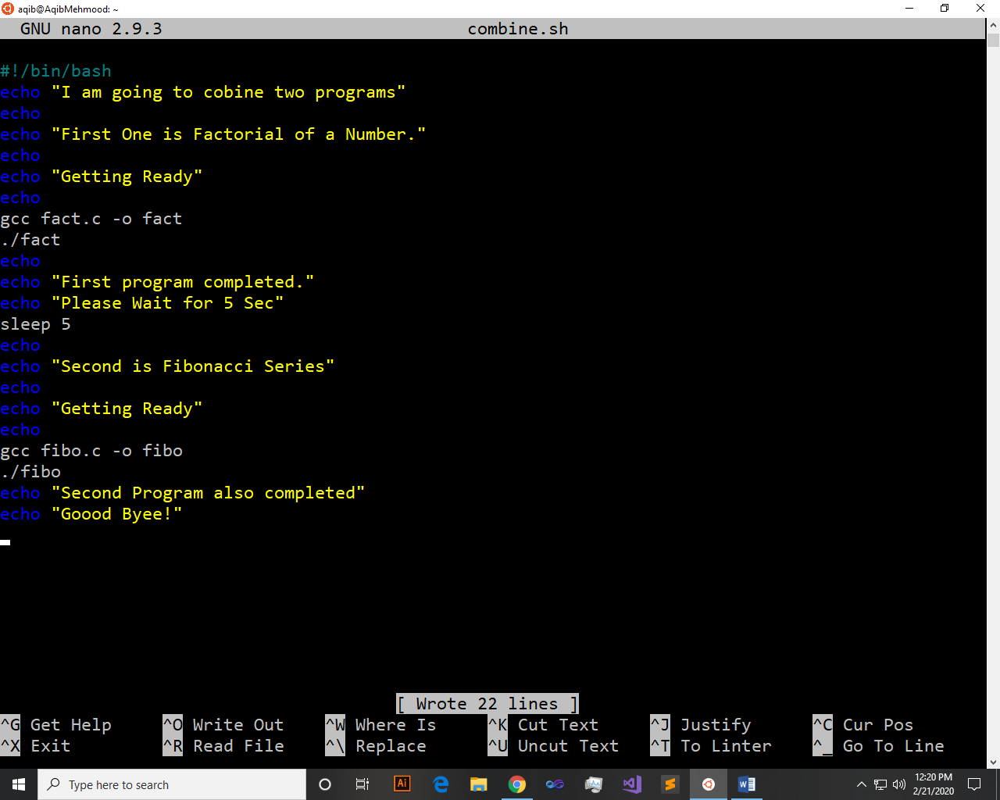 aqib@AqibMehmood: ~
GNU nano 2.9.3 combine.sh
#!/bin/bash
echo "I am going to cobine two programs"
echo
echo "First One is Factorial of a Number."
echo
echo "Getting Ready"
echo
gcc fact.c -o fact
./fact
echo
echo "First program completed."
echo "Please Wait for 5 Sec"
sleep 5
echo
echo "Second is Fibonacci Series"
echo
echo "Getting Ready"
echo
gcc fibo.c -o fibo
./fibo
echo "Second Program also completed"
echo "Goood Byee!"
[ Wrote 22 lines ]
^G Get Help ^O Write Out ^W Where Is ^K Cut Text ^J Justify ^C Cur Pos
^X Exit ^R Read File ^\ Replace ^U Uncut Text ^T To Linter ^_ Go To Line
Type here to search
Ai
12:20 PM
2/21/2020